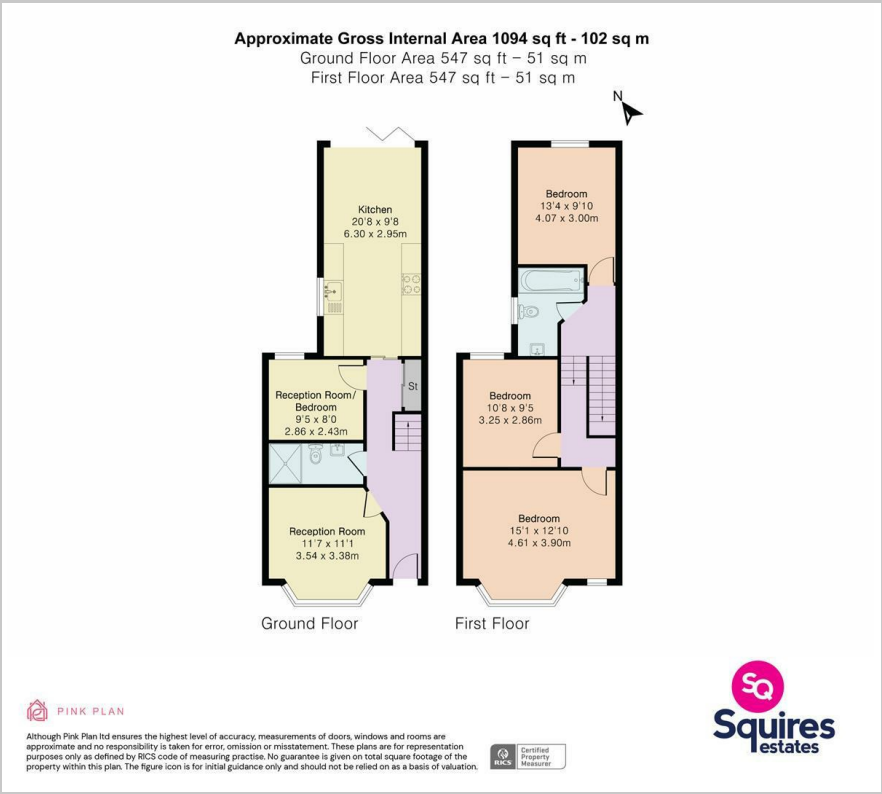 Approximate Gross Internal Area 1094 sq ft - 102 sq m
Ground Floor Area 547 sq ft – 51 sq m
First Floor Area 547 sq ft – 51 sq m
N
Kitchen
20'8 x 9'8
6.30 x 2.95m
Reception Room/
Bedroom
9'5 x 8'0
2.86 x 2.43m
St
Reception Room
11'7 x 11'1
3.54 x 3.38m
Ground Floor
Bedroom
13'4 x 9'10
4.07 x 3.00m
Bedroom
10'8 x 9'5
3.25 x 2.86m
Bedroom
15'1 x 12'10
4.61 x 3.90m
First Floor
PINK PLAN
Although Pink Plan ltd ensures the highest level of accuracy, measurements of doors, windows and rooms are
approximate and no responsibility is taken for error, omission or misstatement. These plans are for representation
purposes only as defined by RICS code of measuring practise. No guarantee is given on total square footage of the
property within this plan. The figure icon is for initial guidance only and should not be relied on as a basis of valuation.
RICS
Certified
Property
Measurer
SQ
Squires
estates